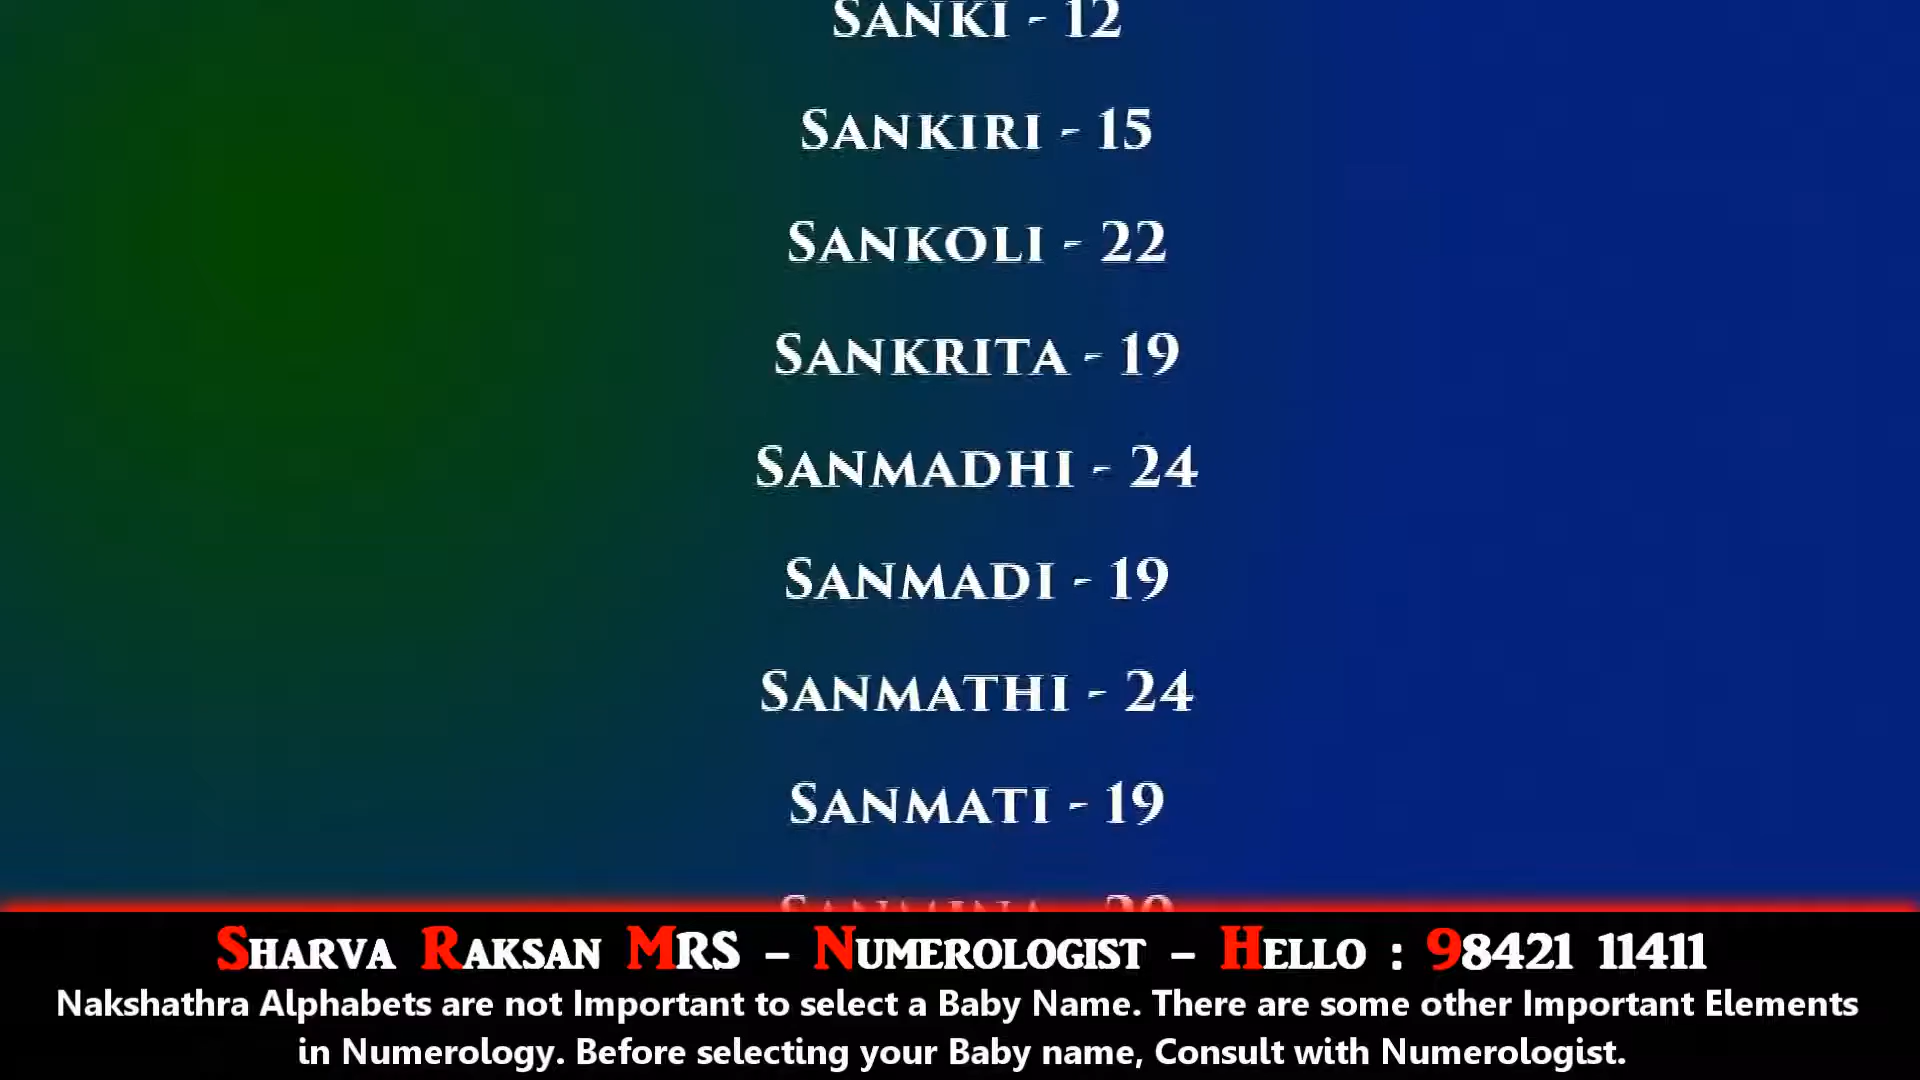 Sanki - 12
Sankiri - 15
Sankoli - 22
Sankrita - 19
Sanmadhi - 24
Sanmadi - 19
Sanmathi - 24
Sanmati - 19
Sharva Raksan Mrs – Numerologist – Hello : 98421 11411
Nakshathra Alphabets are not Important to select a Baby Name. There are some other Important Elements
in Numerology. Before selecting your Baby name, Consult with Numerologist.